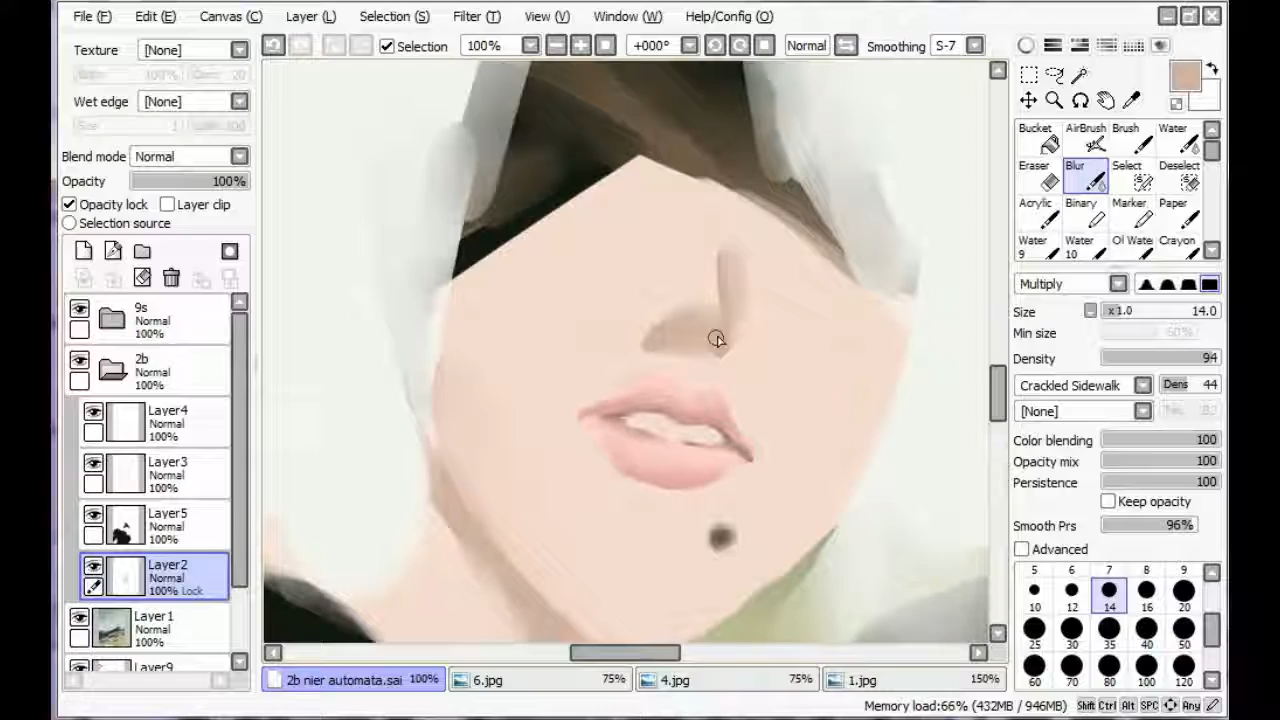 File (F) Edit (E) Canvas (C) Layer (L) Selection (S) Filter (T) View (V) Window (W) Help/Config (O)
Texture [None]
100% 20
Wet edge [None]
Blend mode Normal
Opacity 100%
Opacity lock Layer clip
Selection source
9s
Normal
100%
2b
Normal
100%
Layer4
Normal
100%
Layer3
Normal
100%
Layer5
Normal
100%
Layer2
Normal
100% Lock
Layer1
Normal
100%
Layer9
Selection 100% +000° Normal Smoothing S-7
Bucket AirBrush Brush Water
Eraser Blur Select Deselect
Acrylic Binary Marker Paper
Water 9 Water 10 Ol Wate Crayon
Multiply
Size x1.0 14.0
Min size 60%
Density 94
Crackled Sidewalk Dens 44
[None]
Color blending 100
Opacity mix 100
Persistence 100
Keep opacity
Smooth Prs 96%
Advanced
5 6 7 8 9
10 12 14 16 20
25 30 35 40 50
60 70 80 100 120
2b nier automata.sai 100% 6.jpg 75% 4.jpg 75% 1.jpg 150%
Memory load:66% (432MB / 946MB) Shift Ctrl Alt SPC Any